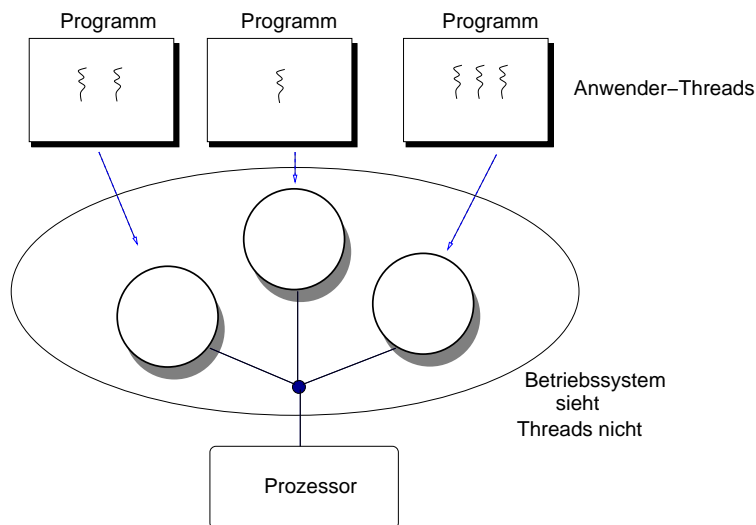 Programm
Programm
Programm
Anwender−Threads
Betriebssystem
sieht
Threads nicht
Prozessor